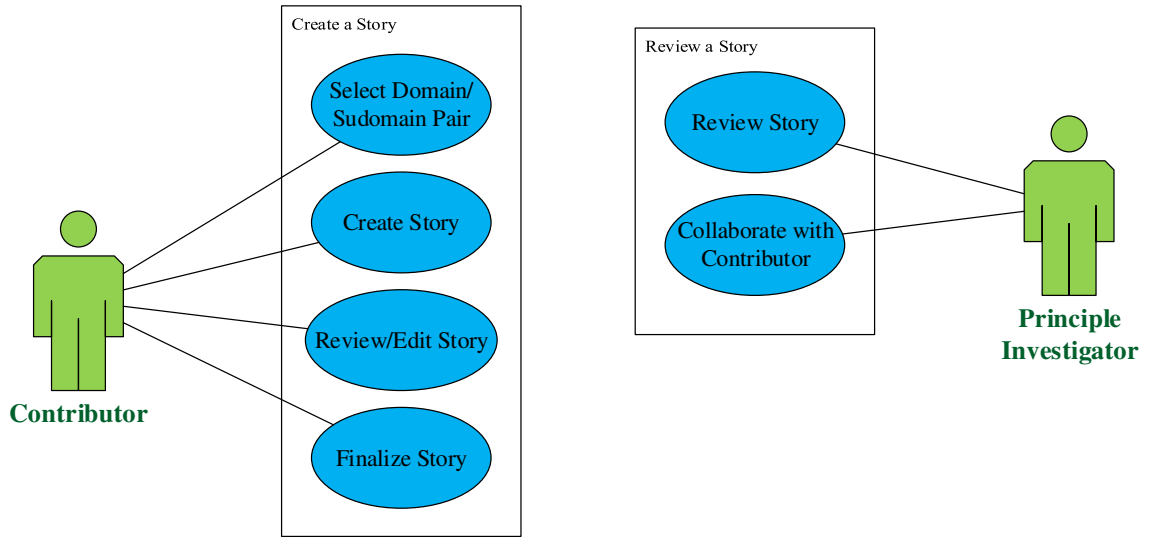 Create a Story
Select Domain/
Sudomain Pair
Create Story
Review/Edit Story
Finalize Story
Contributor
Review a Story
Review Story
Collaborate with
Contributor
Principle
Investigator